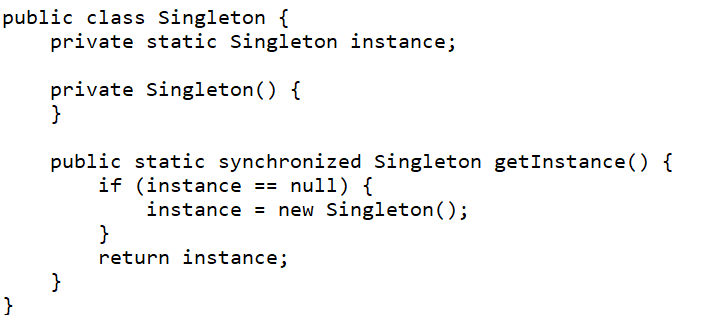 public class Singleton {
    private static Singleton instance;

    private Singleton() {
    }

    public static synchronized Singleton getInstance() {
        if (instance == null) {
            instance = new Singleton();
        }
        return instance;
    }
}